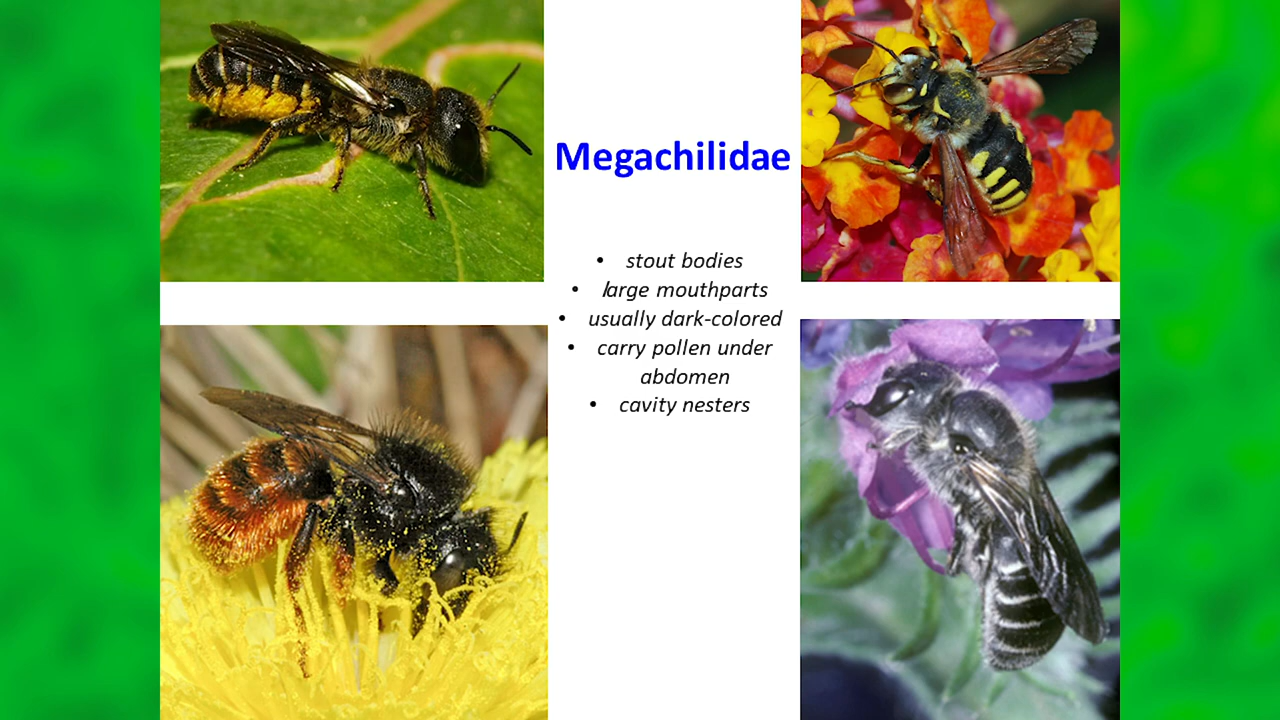 Megachilidae
• stout bodies
• large mouthparts
• usually dark-colored
• carry pollen under
abdomen
• cavity nesters